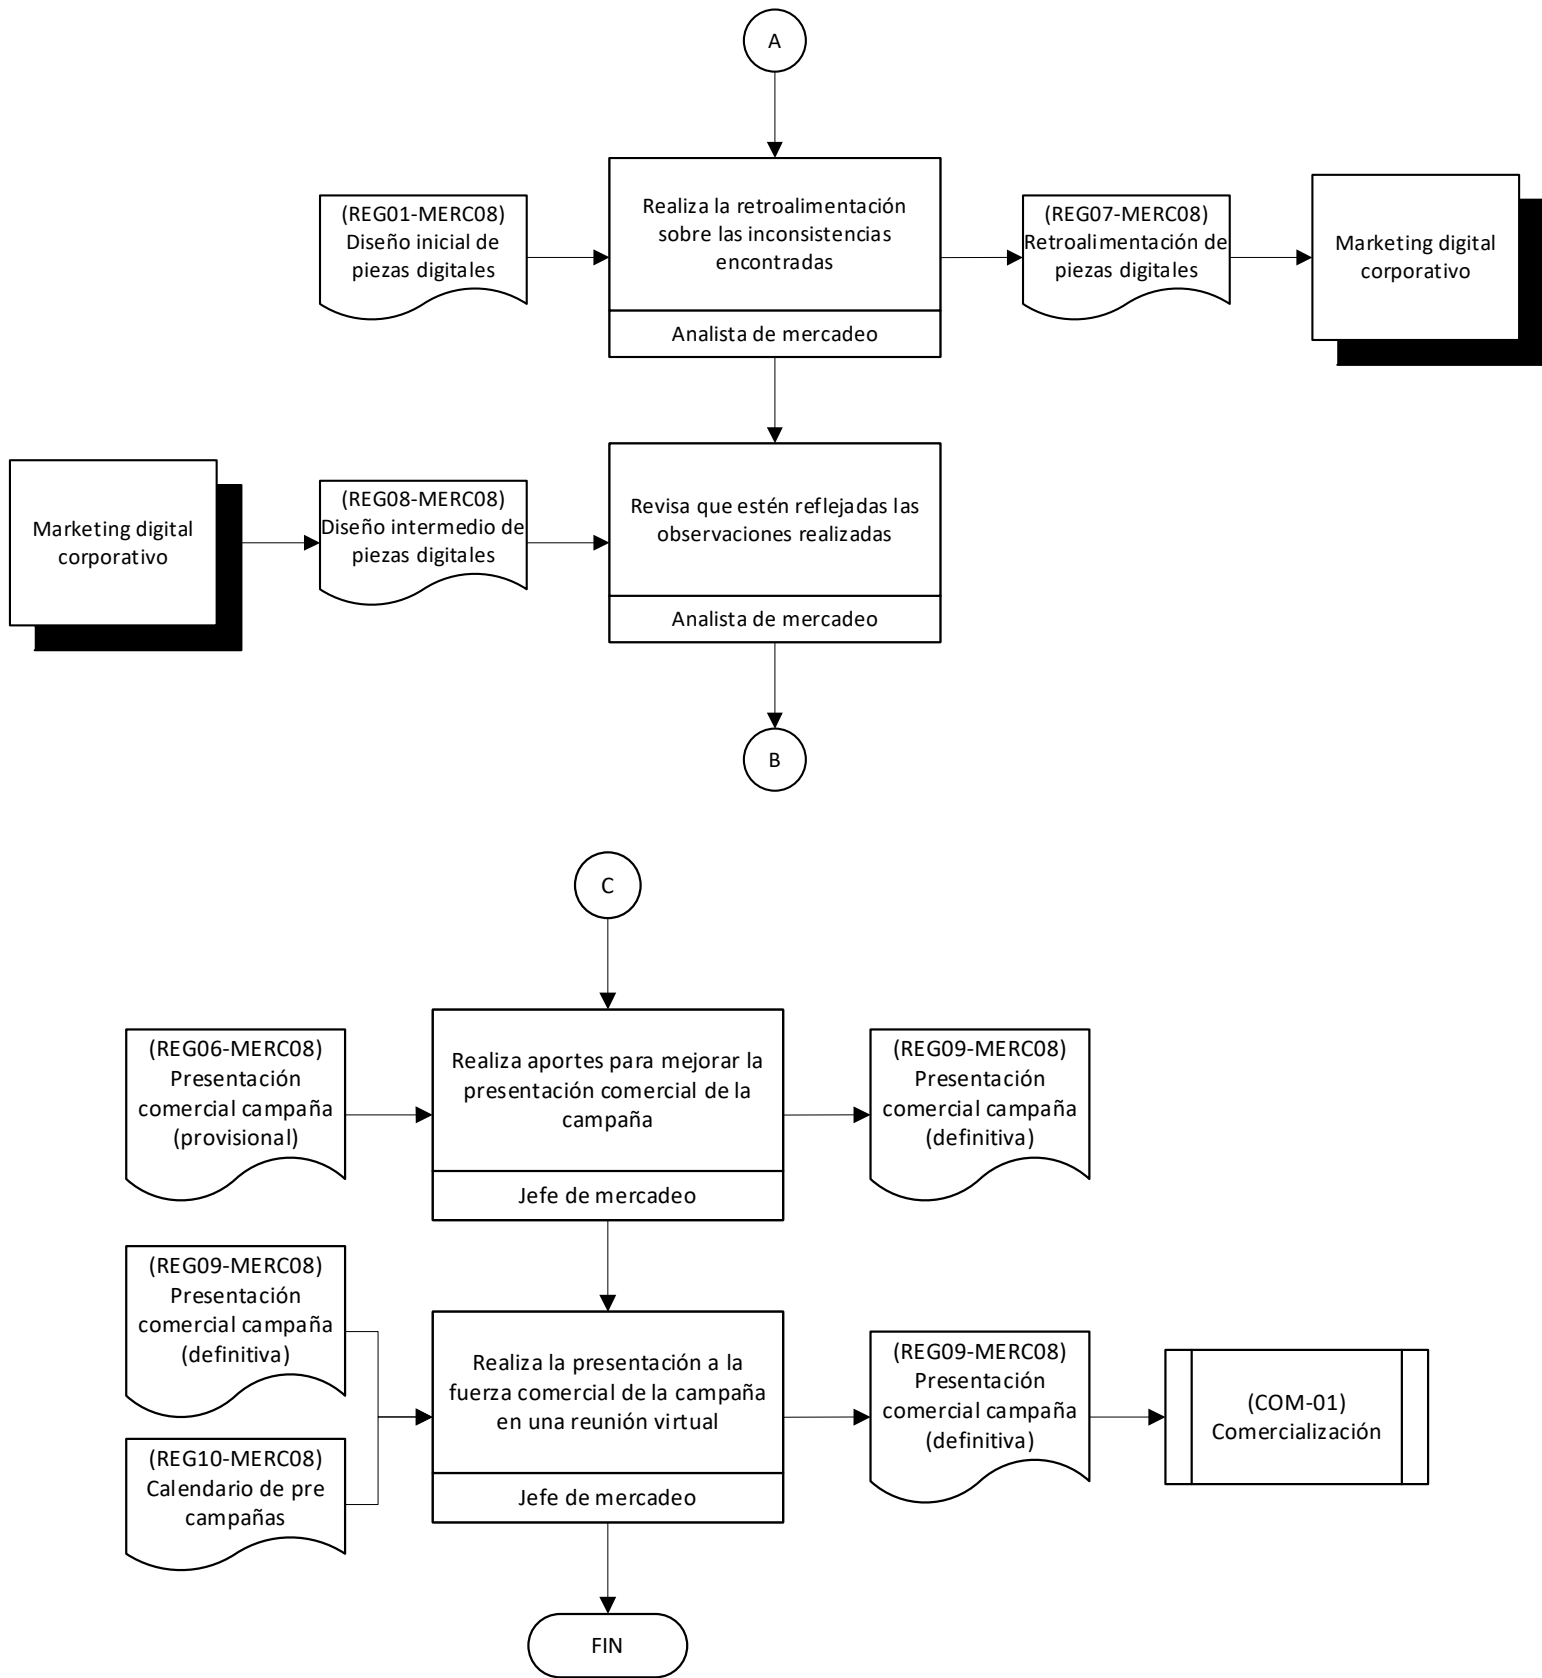 A
(REG01-MERC08)
Diseño inicial de
piezas digitales
Realiza la retroalimentación
sobre las inconsistencias
encontradas
Analista de mercadeo
(REG07-MERC08)
Retroalimentación de
piezas digitales
Marketing digital
corporativo
Marketing digital
corporativo
(REG08-MERC08)
Diseño intermedio de
piezas digitales
Revisa que estén reflejadas las
observaciones realizadas
Analista de mercadeo
B
C
(REG06-MERC08)
Presentación
comercial campaña
(provisional)
Realiza aportes para mejorar la
presentación comercial de la
campaña
Jefe de mercadeo
(REG09-MERC08)
Presentación
comercial campaña
(definitiva)
(REG09-MERC08)
Presentación
comercial campaña
(definitiva)
(REG10-MERC08)
Calendario de pre
campañas
Realiza la presentación a la
fuerza comercial de la campaña
en una reunión virtual
Jefe de mercadeo
(REG09-MERC08)
Presentación
comercial campaña
(definitiva)
(COM-01)
Comercialización
FIN